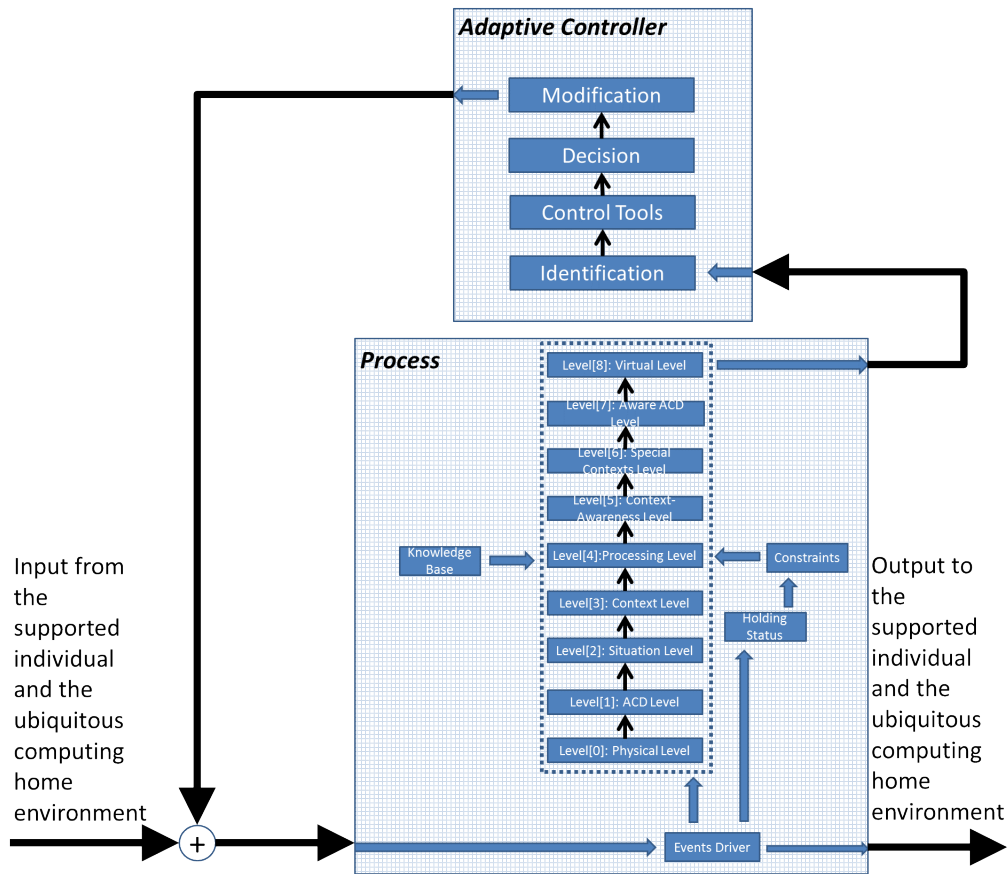 Adaptive Controller
Modification
Decision
Control Tools
Identification
Process
Level[8]: Virtual Level
Level[7]: Aware ACD
Level
Level[6]: Special
Contexts Level
Level[5]: Context-
Awareness Level
Knowledge
Base
Level[4]:Processing Level
Constraints
Level[3]: Context Level
Holding
Status
Level[2]: Situation Level
Level[1]: ACD Level
Level[0]: Physical Level
Events Driver
Input from
the
supported
individual
and the
ubiquitous
computing
home
environment
+
Output to
the
supported
individual
and the
ubiquitous
computing
home
environment